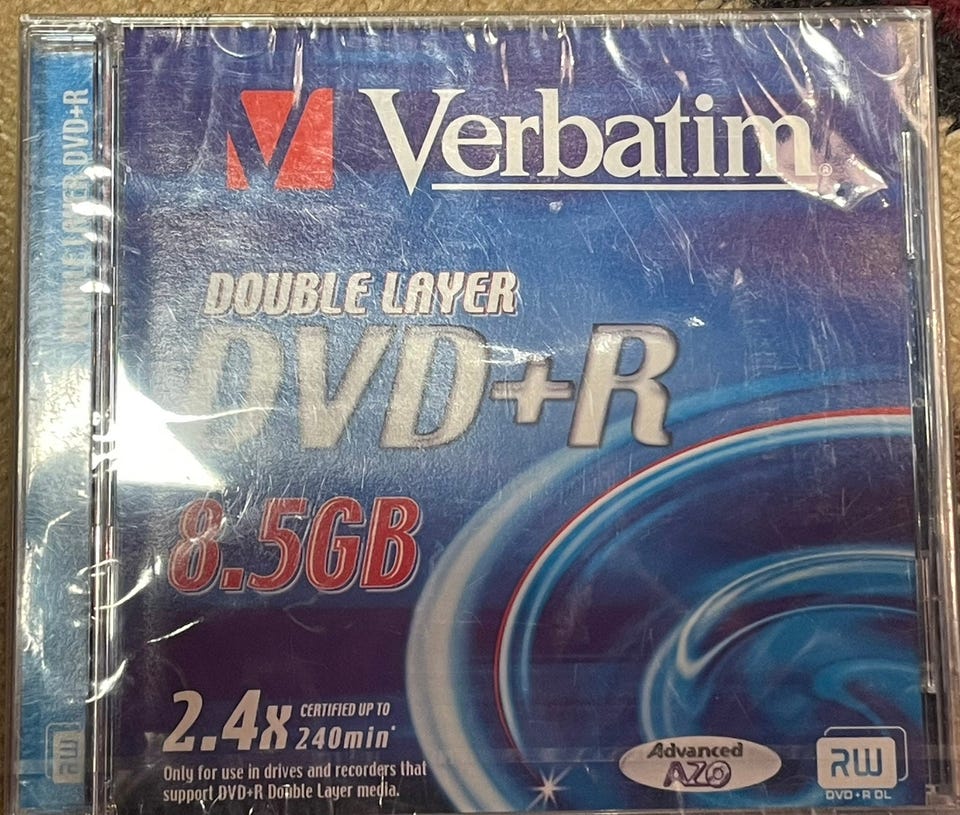 Verbatim®
DOUBLE LAYER
DVD+R
8.5GB
2.4x CERTIFIED UP TO
240min*
Only for use in drives and recorders that
support DVD+R Double Layer media.
Advanced
AZO
RW
DVD+R DL
DOUBLE LAYER DVD+R
RW